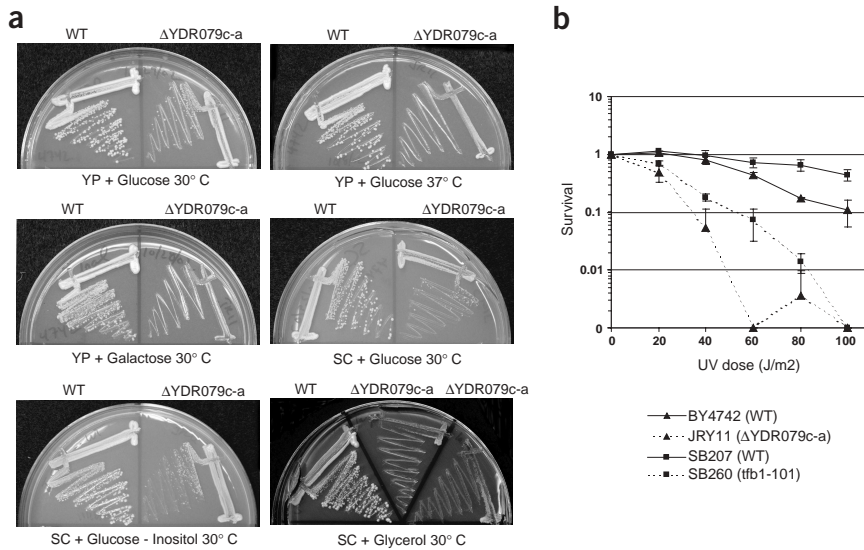 a
WT ΔYDR079c-a WT ΔYDR079c-a
YP + Glucose 30° C YP + Glucose 37° C
WT ΔYDR079c-a WT ΔYDR079c-a
YP + Galactose 30° C SC + Glucose 30° C
WT ΔYDR079c-a WT ΔYDR079c-a ΔYDR079c-a
SC + Glucose - Inositol 30° C SC + Glycerol 30° C
b
10
1
0.1
0.01
0
Survival
0 20 40 60 80 100
UV dose (J/m2)
BY4742 (WT)
JRY11 (ΔYDR079c-a)
SB207 (WT)
SB260 (tfb1-101)